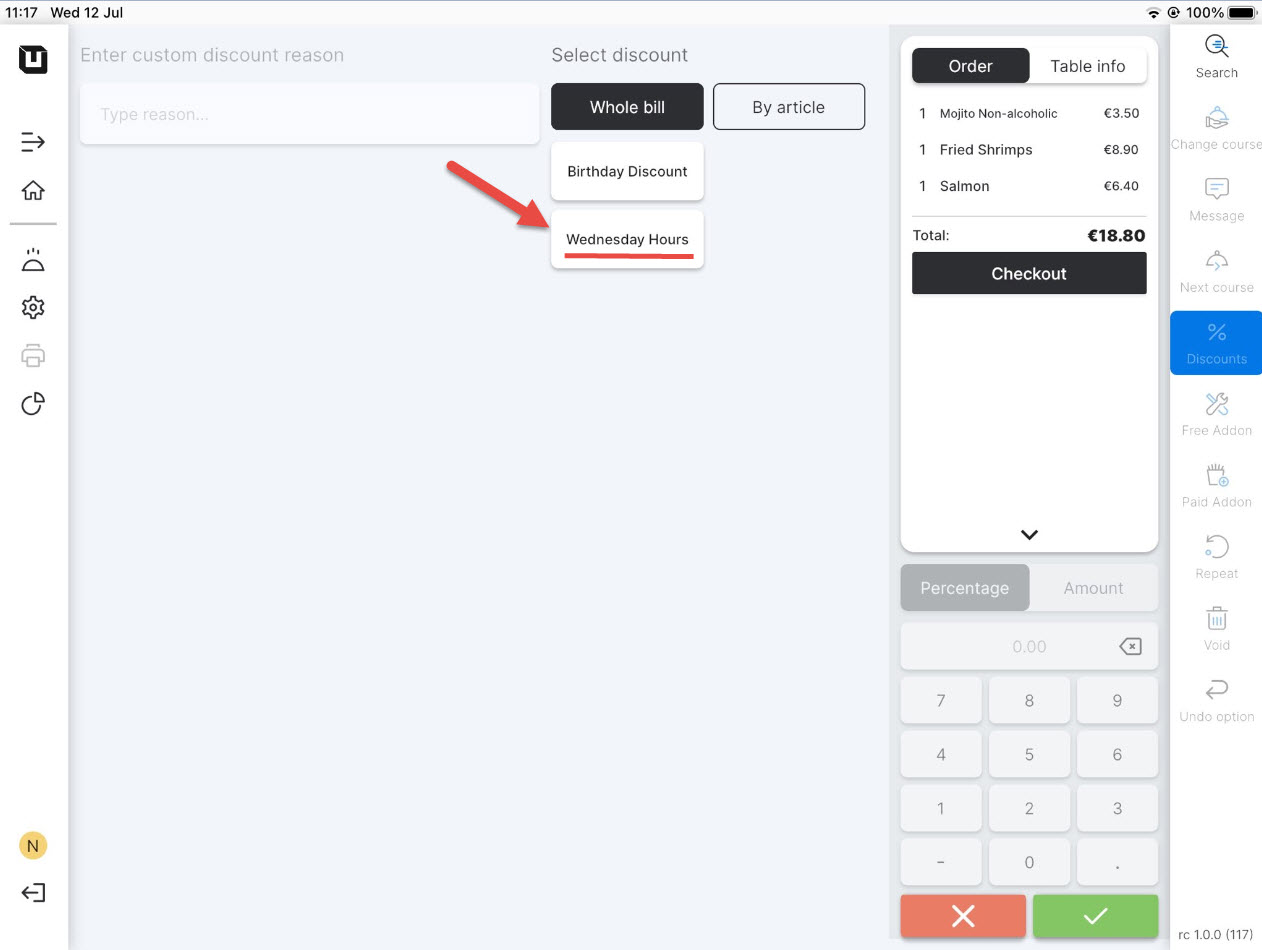 11:17 Wed 12 Jul
100%
Enter custom discount reason
Type reason...
Select discount
Whole bill
By article
Birthday Discount
Wednesday Hours
Order
Table info
1 Mojito Non-alcoholic €3.50
1 Fried Shrimps €8.90
1 Salmon €6.40
Total: €18.80
Checkout
Percentage
Amount
0.00
7 8 9
4 5 6
1 2 3
- 0 .
Search
Change course
Message
Next course
%
Discounts
Free Addon
Paid Addon
Repeat
Void
Undo option
N
rc 1.0.0 (117)